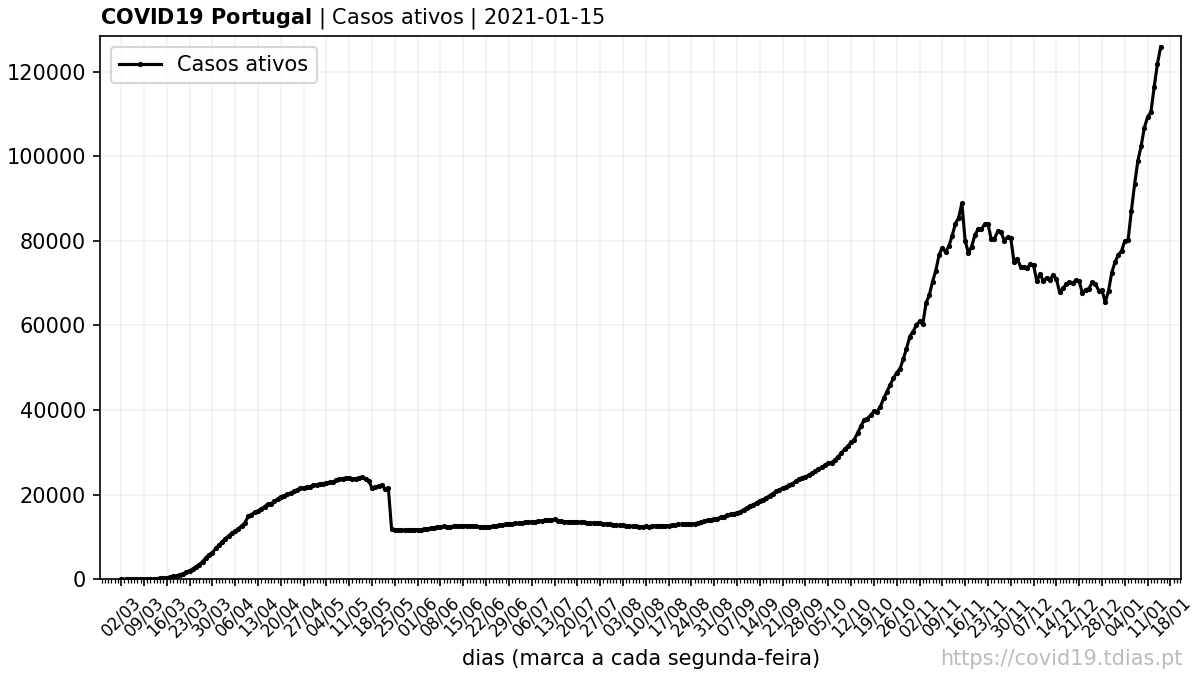 COVID19 Portugal | Casos ativos | 2021-01-15
Casos ativos
120000
100000
80000
60000
40000
20000
0
02/03 09/03 16/03 23/03 30/03 06/04 13/04 20/04 27/04 04/05 11/05 18/05 25/05 01/06 08/06 15/06 22/06 29/06 06/07 13/07 20/07 27/07 03/08 10/08 17/08 24/08 31/08 07/09 14/09 21/09 28/09 05/10 12/10 19/10 26/10 02/11 09/11 16/11 23/11 30/11 07/12 14/12 21/12 28/12 04/01 11/01 18/01
dias (marca a cada segunda-feira)
https://covid19.tdias.pt